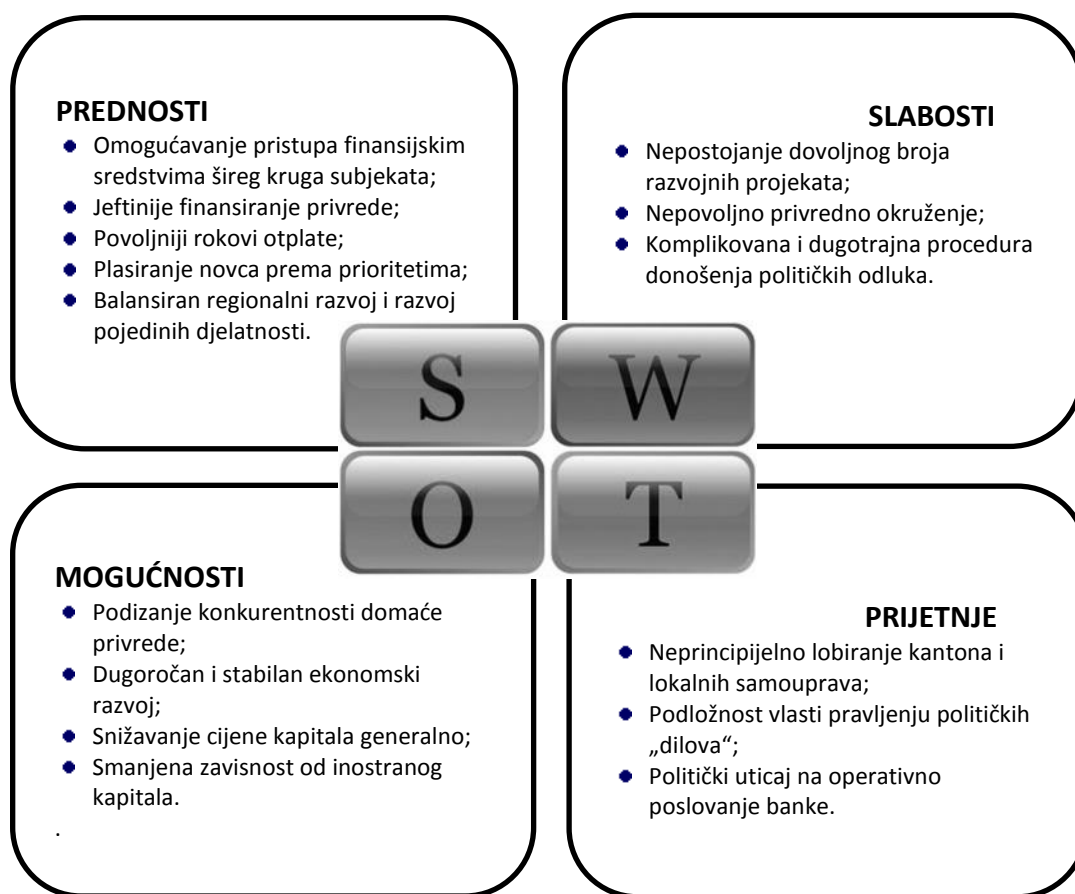 PREDNOSTI
Omogućavanje pristupa finansijskim
sredstvima šireg kruga subjekata;
Jeftinije finansiranje privrede;
Povoljniji rokovi otplate;
Plasiranje novca prema prioritetima;
Balansiran regionalni razvoj i razvoj
pojedinih djelatnosti.
SLABOSTI
Nepostojanje dovoljnog broja
razvojnih projekata;
Nepovoljno privredno okruženje;
Komplikovana i dugotrajna procedura
donošenja političkih odluka.
S W
O T
MOGUĆNOSTI
Podizanje konkurentnosti domaće
privrede;
Dugoročan i stabilan ekonomski
razvoj;
Snižavanje cijene kapitala generalno;
Smanjena zavisnost od inostranog
kapitala.
.
PRIJETNJE
Neprincipijelno lobiranje kantona i
lokalnih samouprava;
Podložnost vlasti pravljenju političkih
„dilova“;
Politički uticaj na operativno
poslovanje banke.